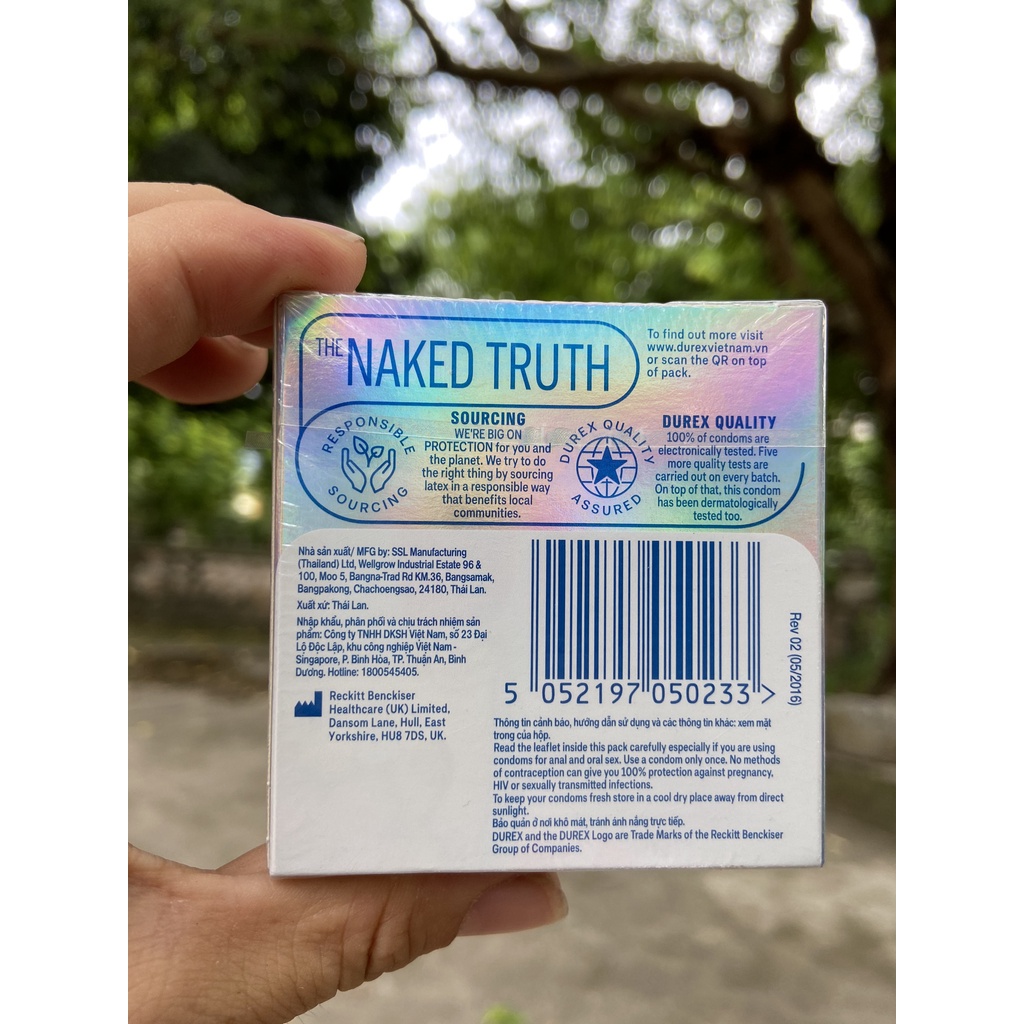 THE NAKED TRUTH
To find out more visit
www.durexvietnam.vn
or scan the QR on top
of pack.
RESPONSIBLE
SOURCING
SOURCING
WE'RE BIG ON
PROTECTION for you and
the planet. We try to do
the right thing by sourcing
latex in a responsible way
that benefits local
communities.
DUREX QUALITY
ASSURED
DUREX QUALITY
100% of condoms are
electronically tested. Five
more quality tests are
carried out on every batch.
On top of that, this condom
has been dermatologically
tested too.
Nhà sản xuất/ MFG by: SSL Manufacturing
(Thailand) Ltd, Wellgrow Industrial Estate 96 &
100, Moo 5, Bangna-Trad Rd KM.36, Bangsamak,
Bangpakong, Chachoengsao, 24180, Thái Lan.
Xuất xứ: Thái Lan.
Nhập khẩu, phân phối và chịu trách nhiệm sản
phẩm: Công ty TNHH DKSH Việt Nam, số 23 Đại
Lộ Độc Lập, khu công nghiệp Việt Nam -
Singapore, P. Bình Hòa, TP. Thuận An, Bình
Dương. Hotline: 1800545405.
Reckitt Benckiser
Healthcare (UK) Limited,
Dansom Lane, Hull, East
Yorkshire, HU8 7DS, UK.
5 052197 050233 >
Rev 02 (05/2016)
Thông tin cảnh báo, hướng dẫn sử dụng và các thông tin khác: xem mặt
trong của hộp.
Read the leaflet inside this pack carefully especially if you are using
condoms for anal and oral sex. Use a condom only once. No methods
of contraception can give you 100% protection against pregnancy,
HIV or sexually transmitted infections.
To keep your condoms fresh store in a cool dry place away from direct
sunlight.
Bảo quản ở nơi khô mát, tránh ánh nắng trực tiếp.
DUREX and the DUREX Logo are Trade Marks of the Reckitt Benckiser
Group of Companies.